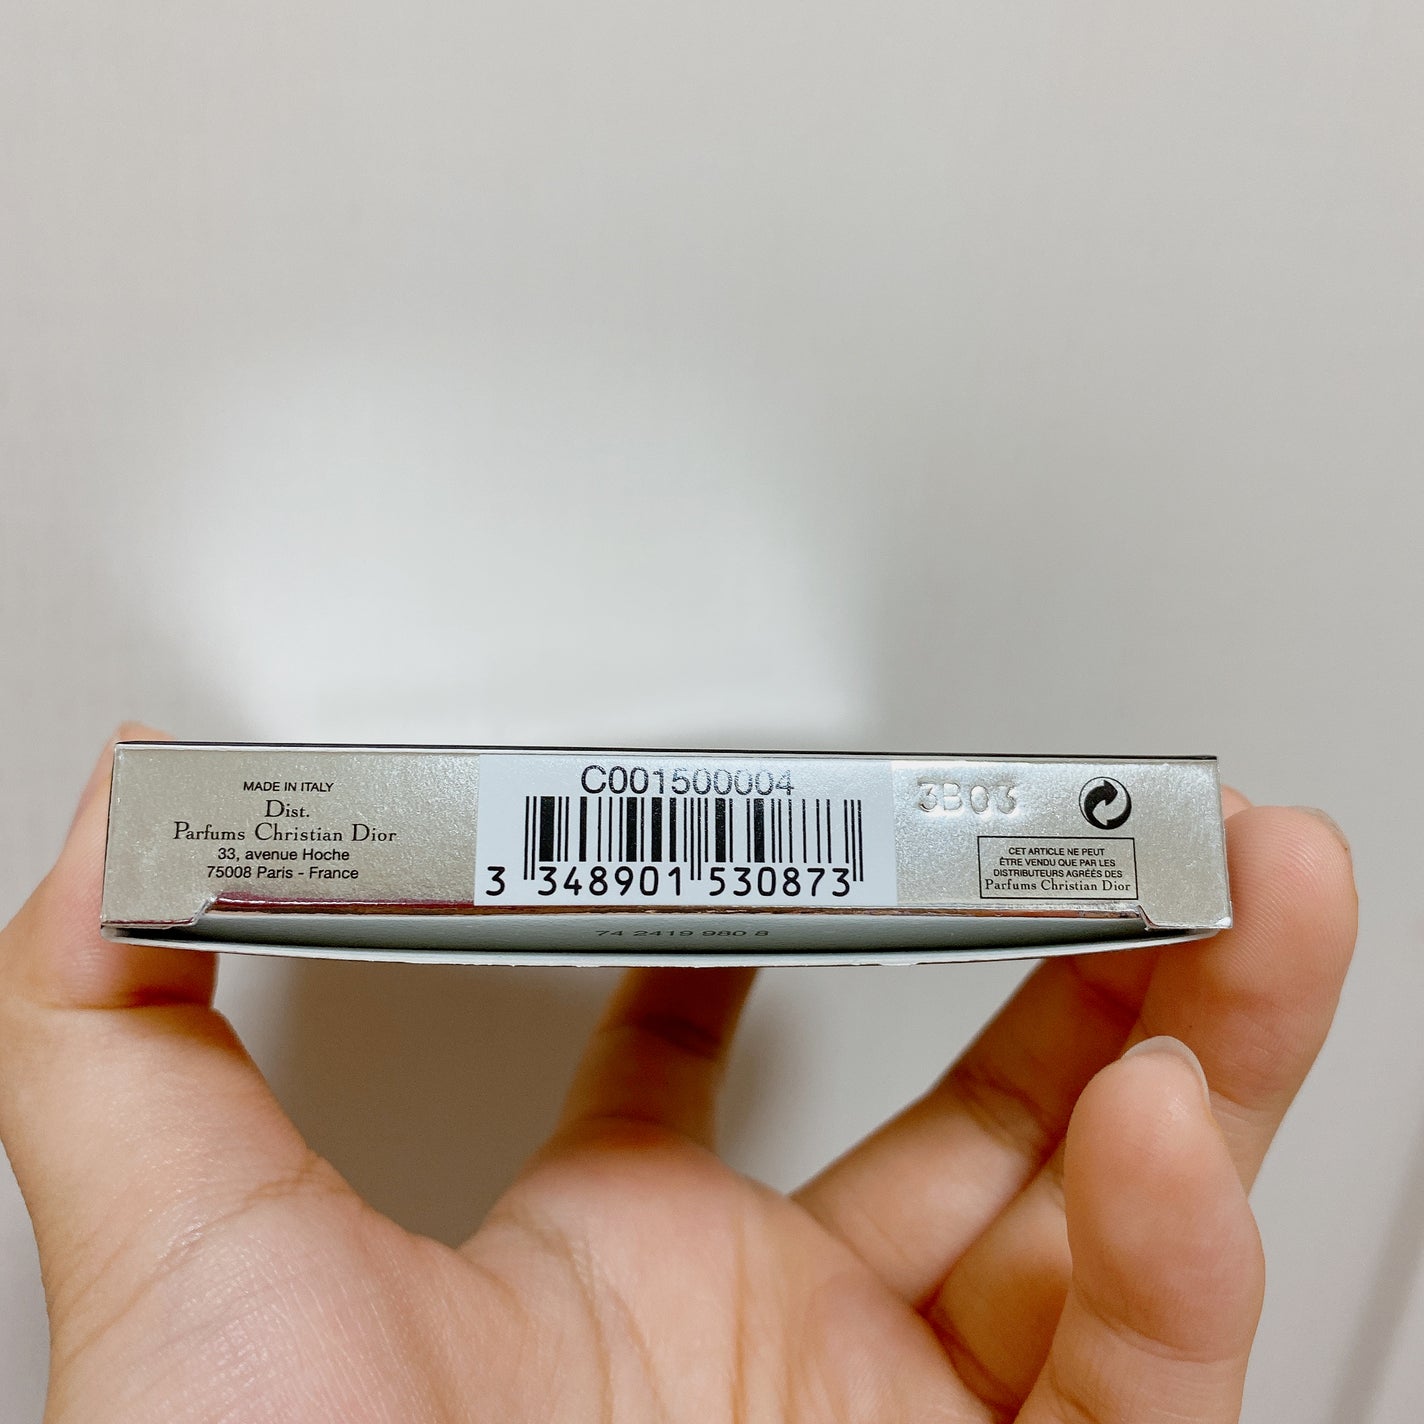 MADE IN ITALY
Dist.
Parfums Christian Dior
33, avenue Hoche
75008 Paris - France
C001500004
3 348901 530873
3B03
CET ARTICLE NE PEUT
ÊTRE VENDU QUE PAR LES
DISTRIBUTEURS AGRÉÉS DES
Parfums Christian Dior
74 2419 980 8